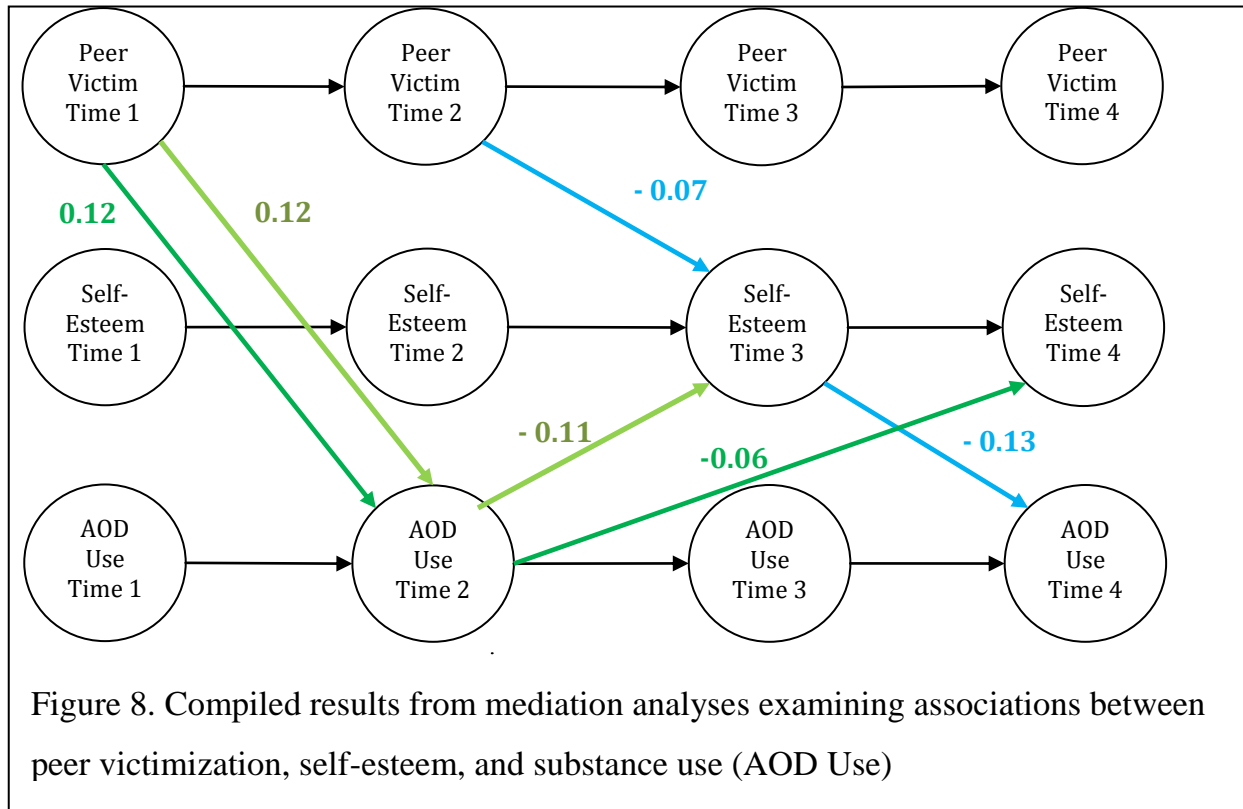 Peer
Victim
Time 1
Peer
Victim
Time 2
Peer
Victim
Time 3
Peer
Victim
Time 4
0.12
0.12
- 0.07
Self-
Esteem
Time 1
Self-
Esteem
Time 2
Self-
Esteem
Time 3
Self-
Esteem
Time 4
- 0.11
-0.06
- 0.13
AOD
Use
Time 1
AOD
Use
Time 2
AOD
Use
Time 3
AOD
Use
Time 4
Figure 8. Compiled results from mediation analyses examining associations between
peer victimization, self-esteem, and substance use (AOD Use)